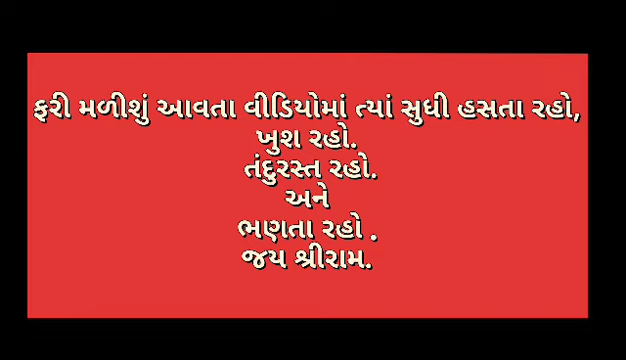 ફરી મળીશું આવતા વીડિયોમાં ત્યાં સુધી હસતા રહો,
ખુશ રહો.
તંદુરસ્ત રહો.
અને
ભણતા રહો .
જય શ્રીરામ.